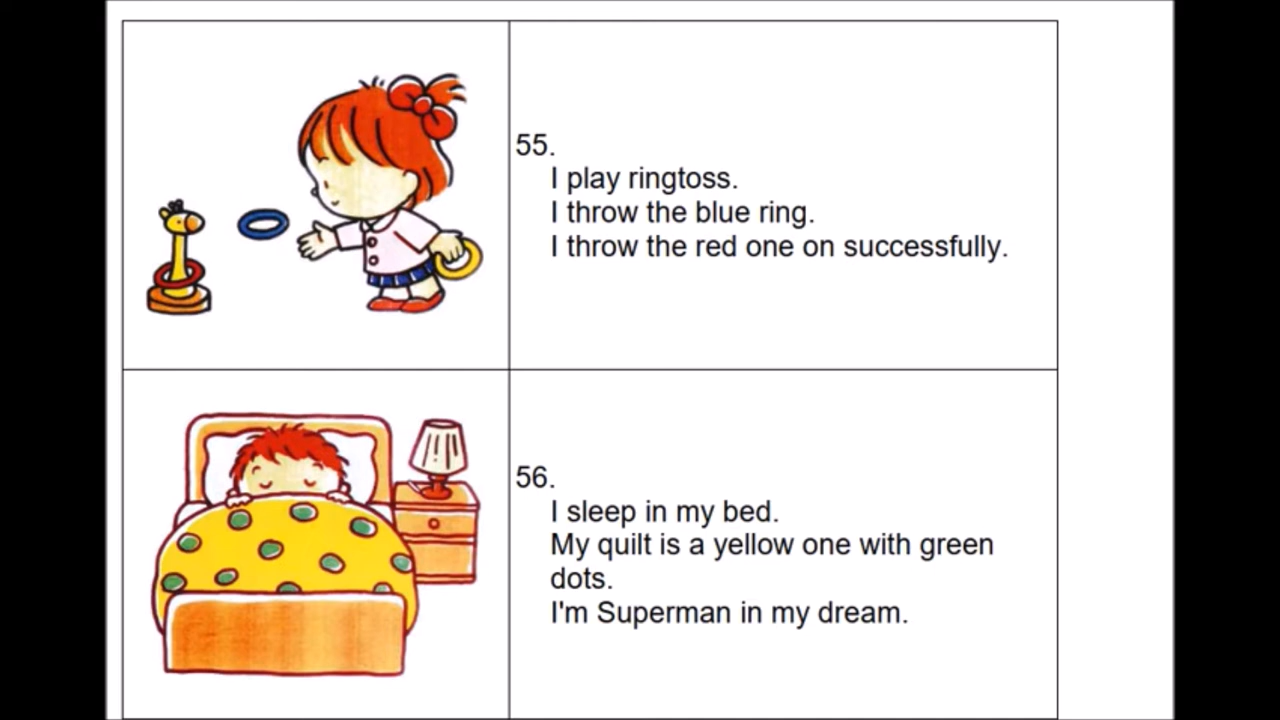 55.
I play ringtoss.
I throw the blue ring.
I throw the red one on successfully.
56.
I sleep in my bed.
My quilt is a yellow one with green
dots.
I'm Superman in my dream.